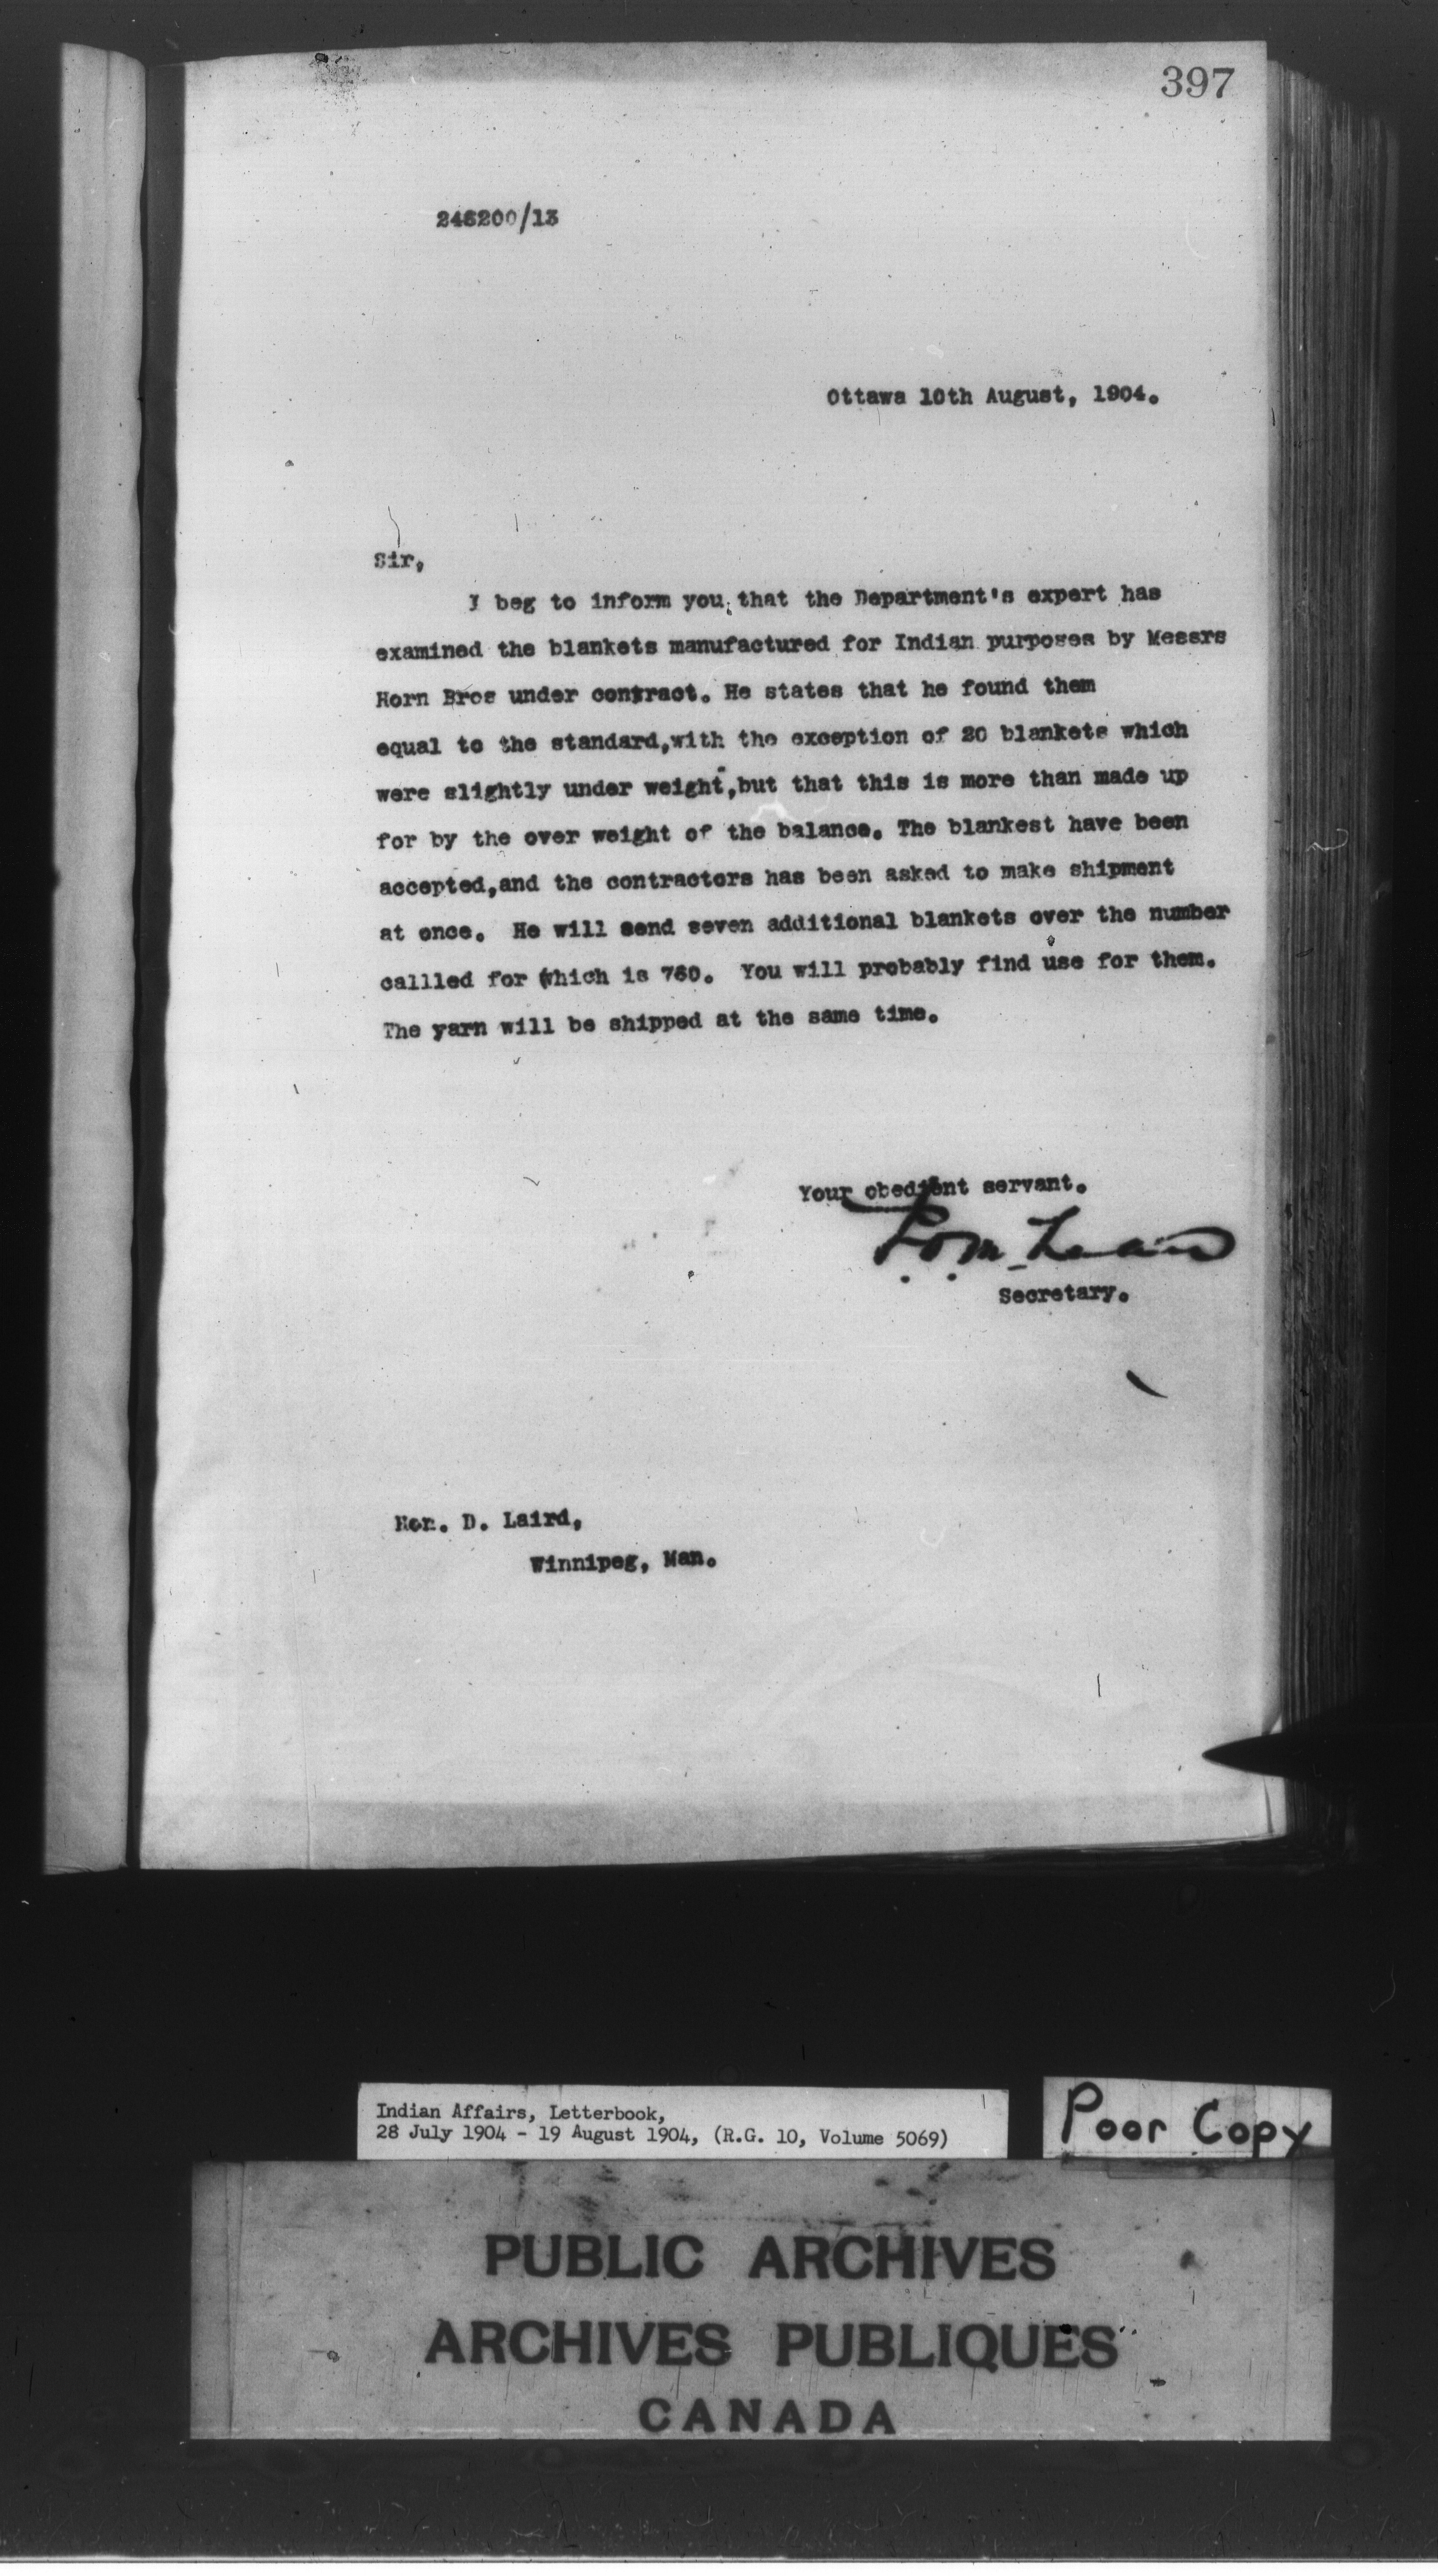 397
246200/13
Ottawa 10th August, 1904.
Sir,
I beg to inform you, that the Department's expert has
examined the blankets manufactured for Indian purposes by Messrs
Horn Bros under contract. He states that he found them
equal to the standard,with the exception of 20 blankets which
were slightly under weight,but that this is more than made up
for by the over weight of the balance. The blankest have been
accepted,and the contractors has been asked to make shipment
at once. He will send seven additional blankets over the number
callled for which is 760. You will probably find use for them.
The yarn will be shipped at the same time.
Your obedient servant.
Secretary.
Hon. D. Laird,
Winnipeg, Man.
Indian Affairs, Letterbook,
28 July 1904 - 19 August 1904, (R.G. 10, Volume 5069)
Poor Copy
PUBLIC ARCHIVES
ARCHIVES PUBLIQUES
CANADA